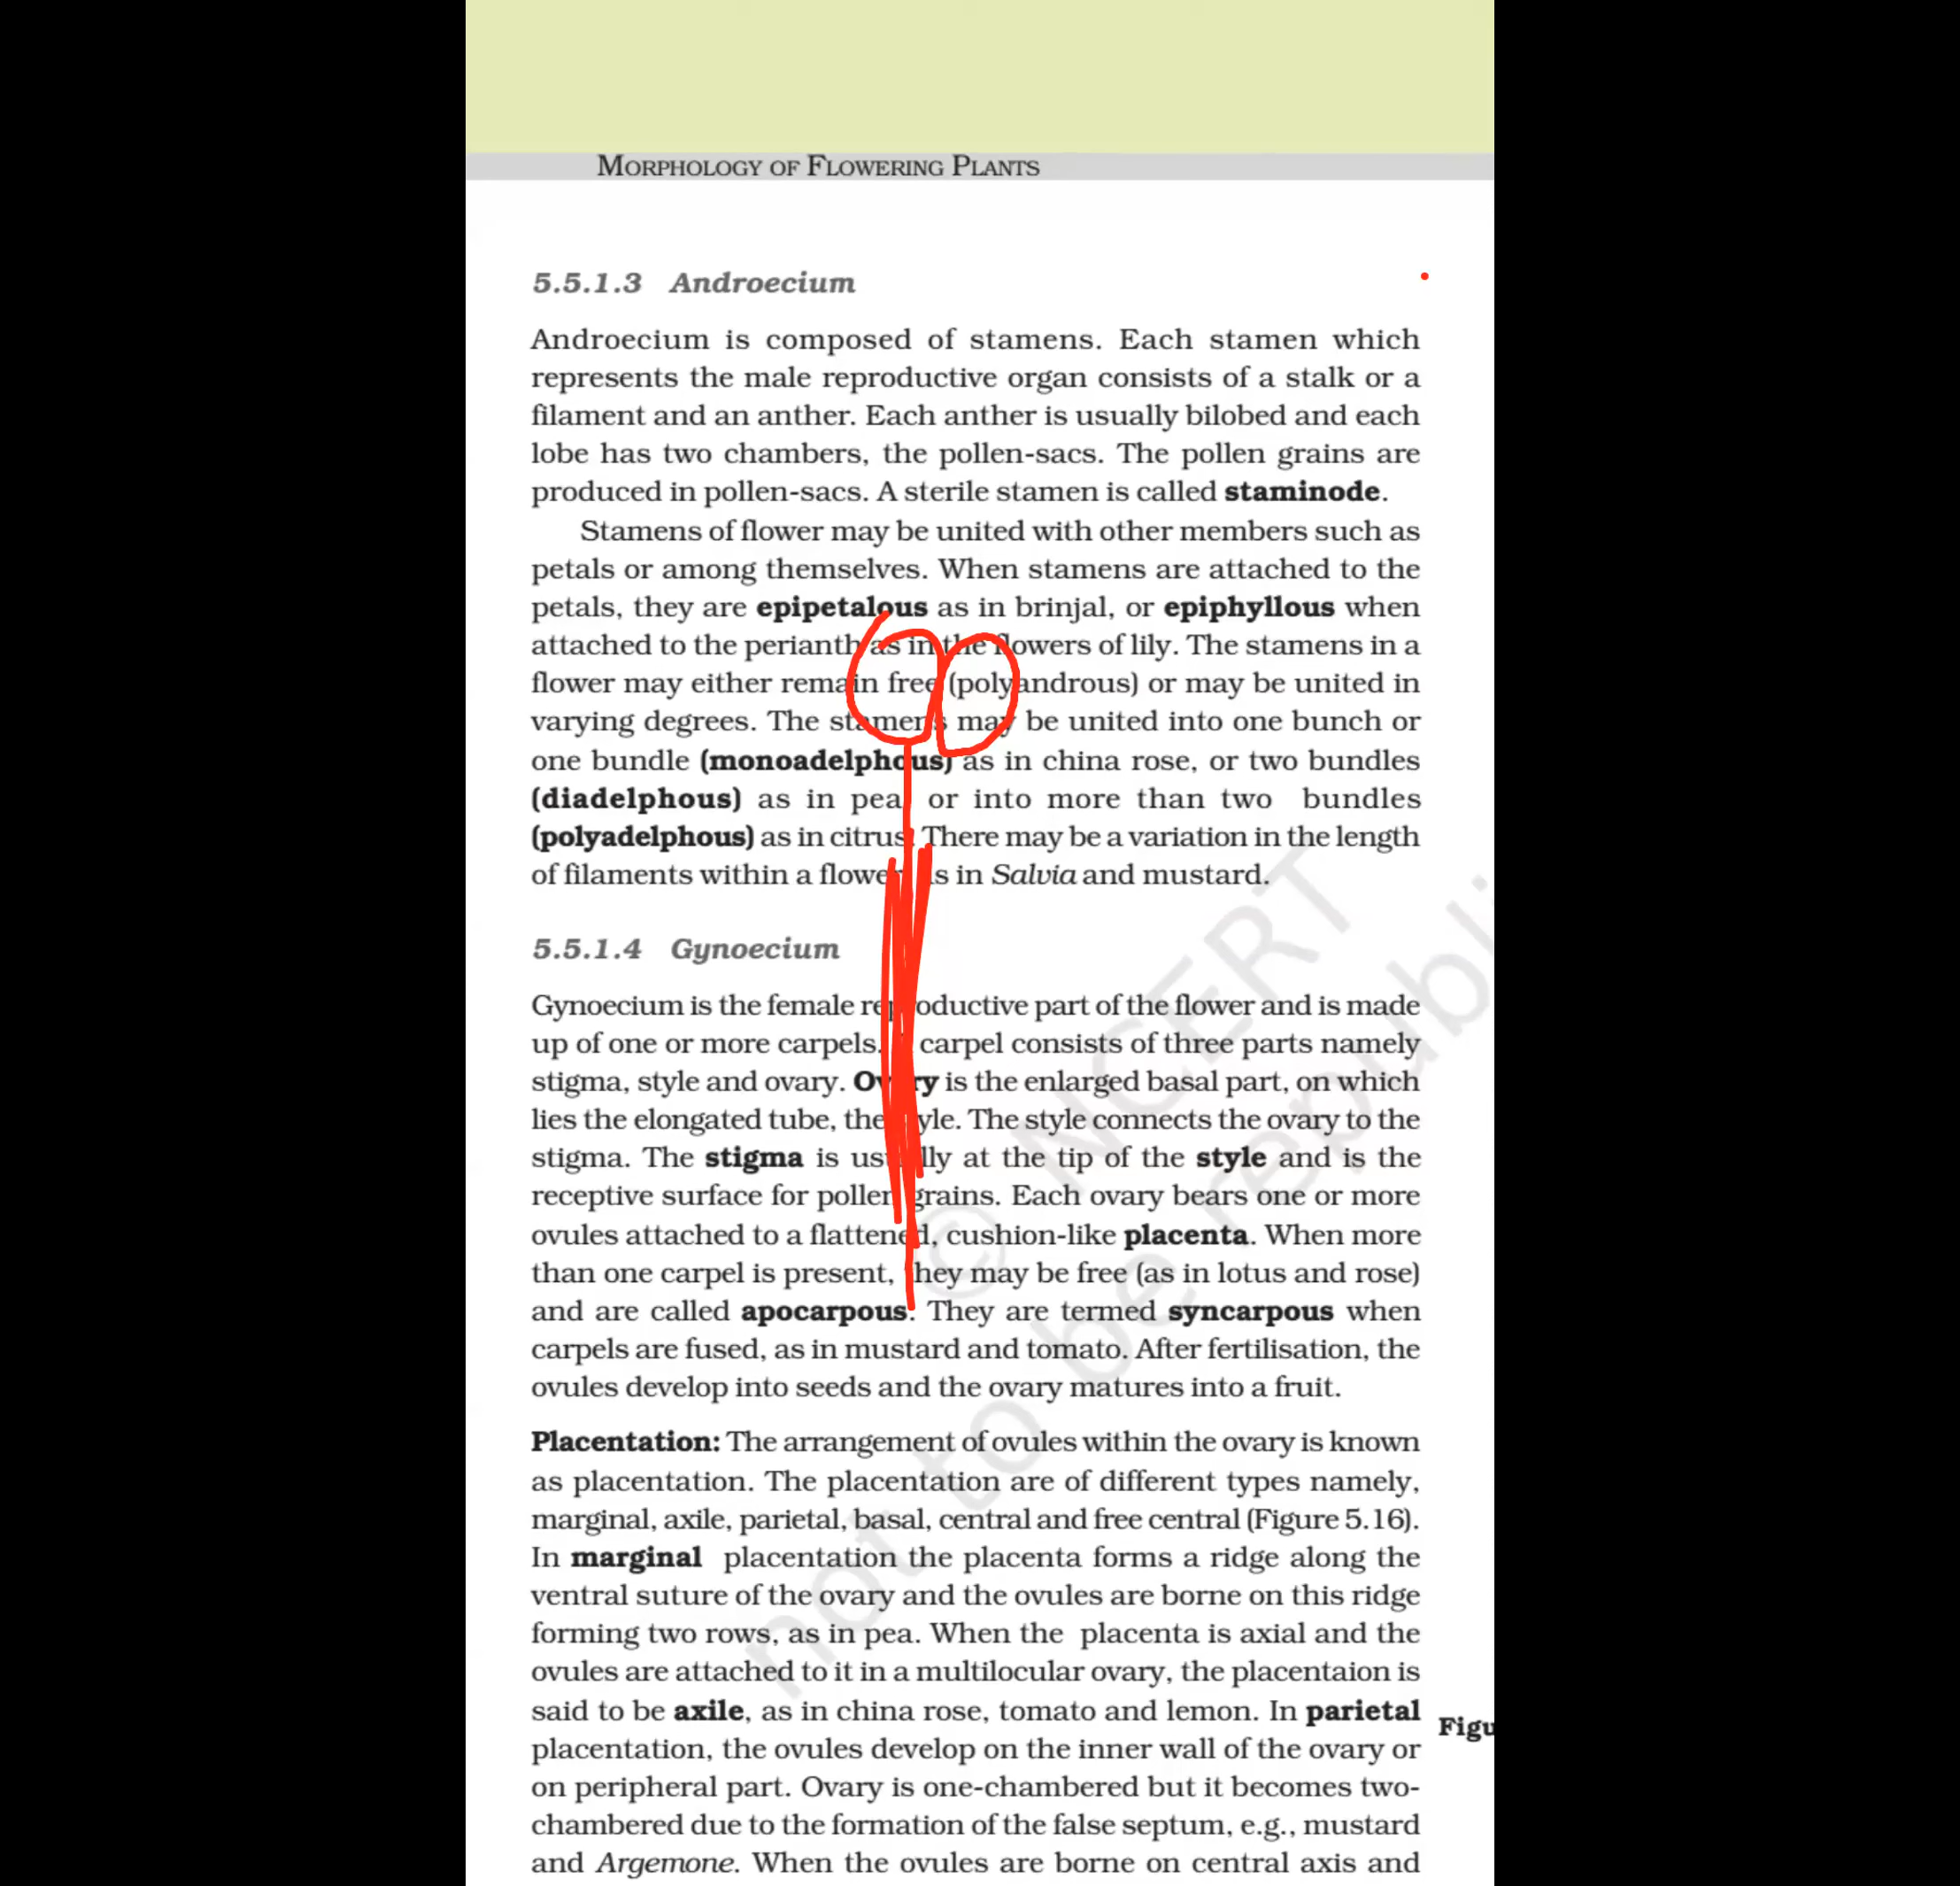 MORPHOLOGY OF FLOWERING PLANTS
5.5.1.3 Androecium
Androecium is composed of stamens. Each stamen which
represents the male reproductive organ consists of a stalk or a
filament and an anther. Each anther is usually bilobed and each
lobe has two chambers, the pollen-sacs. The pollen grains are
produced in pollen-sacs. A sterile stamen is called staminode.
Stamens of flower may be united with other members such as
petals or among themselves. When stamens are attached to the
petals, they are epipetalous as in brinjal, or epiphyllous when
attached to the perianth as in the flowers of lily. The stamens in a
flower may either remain free (polyandrous) or may be united in
varying degrees. The stamens may be united into one bunch or
one bundle (monoadelphous) as in china rose, or two bundles
(diadelphous) as in pea, or into more than two bundles
(polyadelphous) as in citrus. There may be a variation in the length
of filaments within a flower, as in Salvia and mustard.
5.5.1.4 Gynoecium
Gynoecium is the female reproductive part of the flower and is made
up of one or more carpels. A carpel consists of three parts namely
stigma, style and ovary. Ovary is the enlarged basal part, on which
lies the elongated tube, the style. The style connects the ovary to the
stigma. The stigma is usually at the tip of the style and is the
receptive surface for pollen grains. Each ovary bears one or more
ovules attached to a flattened, cushion-like placenta. When more
than one carpel is present, they may be free (as in lotus and rose)
and are called apocarpous. They are termed syncarpous when
carpels are fused, as in mustard and tomato. After fertilisation, the
ovules develop into seeds and the ovary matures into a fruit.
Placentation: The arrangement of ovules within the ovary is known
as placentation. The placentation are of different types namely,
marginal, axile, parietal, basal, central and free central (Figure 5.16).
In marginal placentation the placenta forms a ridge along the
ventral suture of the ovary and the ovules are borne on this ridge
forming two rows, as in pea. When the placenta is axial and the
ovules are attached to it in a multilocular ovary, the placentaion is
said to be axile, as in china rose, tomato and lemon. In parietal
placentation, the ovules develop on the inner wall of the ovary or
on peripheral part. Ovary is one-chambered but it becomes two-
chambered due to the formation of the false septum, e.g., mustard
and Argemone. When the ovules are borne on central axis and
Figu
© NCERT
not to be republi